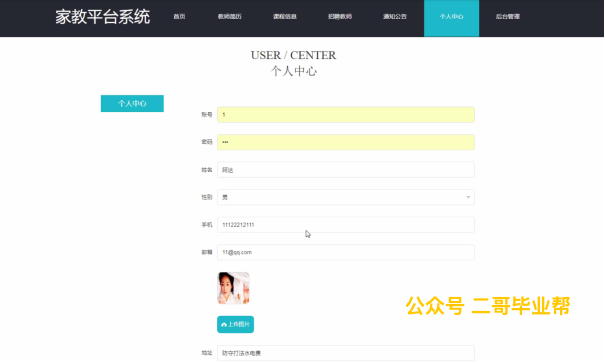 家教平台系统 首页 教师简历 课程信息 招聘教师 通知公告 个人中心 后台管理
USER / CENTER
个人中心
个人中心
账号 1
密码 •••
姓名 阿达
性别 男
手机 11122212111
邮箱 11@qq.com
上传图片
公众号 二哥毕业帮
地址 防守打法水电费